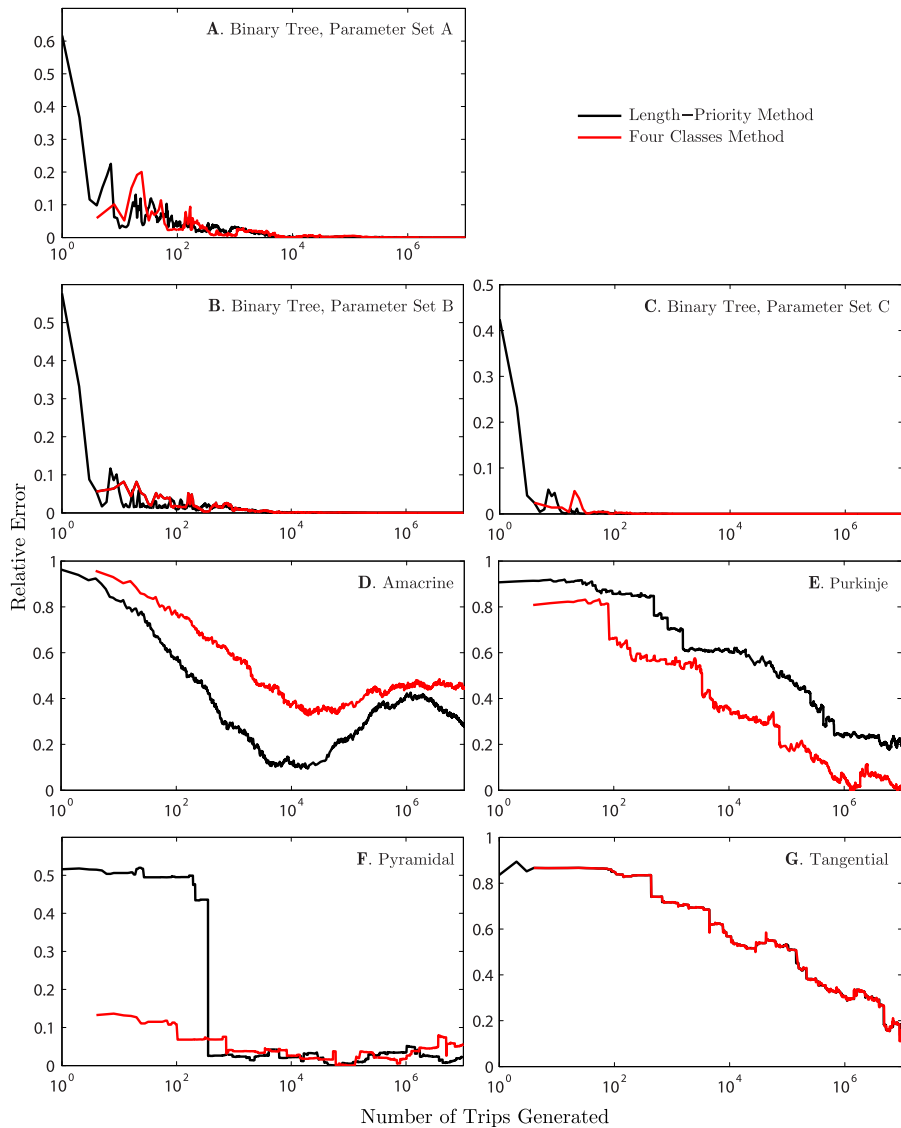 A. Binary Tree, Parameter Set A
0.6
0.5
0.4
0.3
0.2
0.1
0
10^0 10^2 10^4 10^6
Length−Priority Method
Four Classes Method
B. Binary Tree, Parameter Set B
0.5
0.4
0.3
0.2
0.1
0
10^0 10^2 10^4 10^6
C. Binary Tree, Parameter Set C
0.5
0.4
0.3
0.2
0.1
0
10^0 10^2 10^4 10^6
Relative Error
D. Amacrine
1
0.8
0.6
0.4
0.2
0
10^0 10^2 10^4 10^6
E. Purkinje
1
0.8
0.6
0.4
0.2
0
10^0 10^2 10^4 10^6
F. Pyramidal
0.5
0.4
0.3
0.2
0.1
0
10^0 10^2 10^4 10^6
G. Tangential
1
0.8
0.6
0.4
0.2
0
10^0 10^2 10^4 10^6
Number of Trips Generated